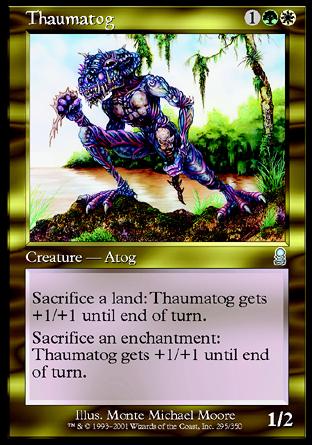 Thaumatog 1
Creature — Atog
Sacrifice a land: Thaumatog gets
+1/+1 until end of turn.
Sacrifice an enchantment:
Thaumatog gets +1/+1 until end
of turn.
Illus. Monte Michael Moore
™ & © 1993–2001 Wizards of the Coast, Inc. 295/350
1/2